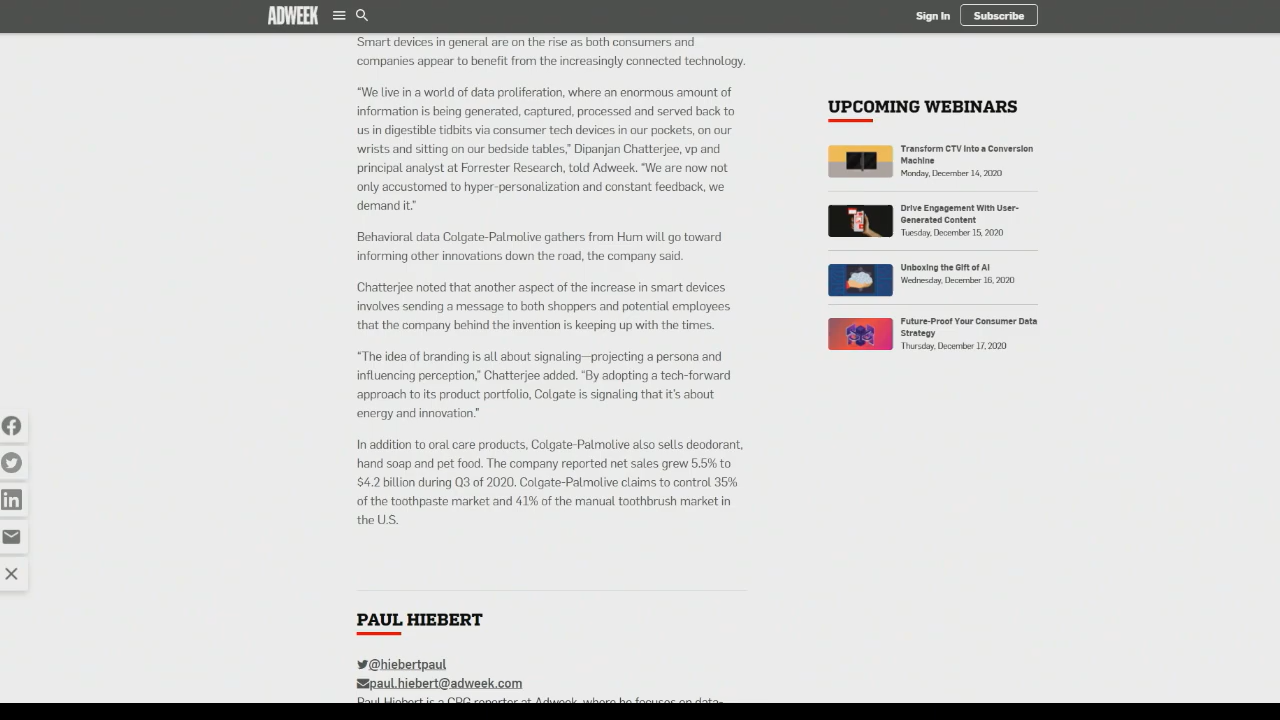 ADWEEK
Sign In
Subscribe
Smart devices in general are on the rise as both consumers and
companies appear to benefit from the increasingly connected technology.
“We live in a world of data proliferation, where an enormous amount of
information is being generated, captured, processed and served back to
us in digestible tidbits via consumer tech devices in our pockets, on our
wrists and sitting on our bedside tables,” Dipanjan Chatterjee, vp and
principal analyst at Forrester Research, told Adweek. “We are now not
only accustomed to hyper-personalization and constant feedback, we
demand it.”
Behavioral data Colgate-Palmolive gathers from Hum will go toward
informing other innovations down the road, the company said.
Chatterjee noted that another aspect of the increase in smart devices
involves sending a message to both shoppers and potential employees
that the company behind the invention is keeping up with the times.
“The idea of branding is all about signaling—projecting a persona and
influencing perception,” Chatterjee added. “By adopting a tech-forward
approach to its product portfolio, Colgate is signaling that it’s about
energy and innovation.”
In addition to oral care products, Colgate-Palmolive also sells deodorant,
hand soap and pet food. The company reported net sales grew 5.5% to
$4.2 billion during Q3 of 2020. Colgate-Palmolive claims to control 35%
of the toothpaste market and 41% of the manual toothbrush market in
the U.S.
PAUL HIEBERT
@hiebertpaul
paul.hiebert@adweek.com
Paul Hiebert is a CPG reporter at Adweek, where he focuses on data-
UPCOMING WEBINARS
Transform CTV Into a Conversion
Machine
Monday, December 14, 2020
Drive Engagement With User-
Generated Content
Tuesday, December 15, 2020
Unboxing the Gift of AI
Wednesday, December 16, 2020
Future-Proof Your Consumer Data
Strategy
Thursday, December 17, 2020